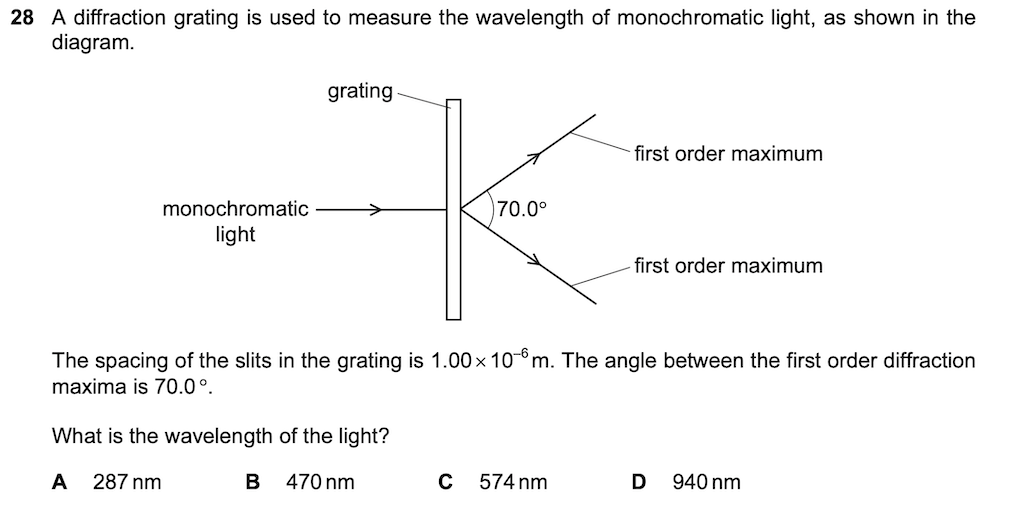 28 A diffraction grating is used to measure the wavelength of monochromatic light, as shown in the
diagram.
grating
first order maximum
monochromatic
light
70.0°
first order maximum
The spacing of the slits in the grating is 1.00 × 10⁻⁶ m. The angle between the first order diffraction
maxima is 70.0°.
What is the wavelength of the light?
A 287 nm B 470 nm C 574 nm D 940 nm